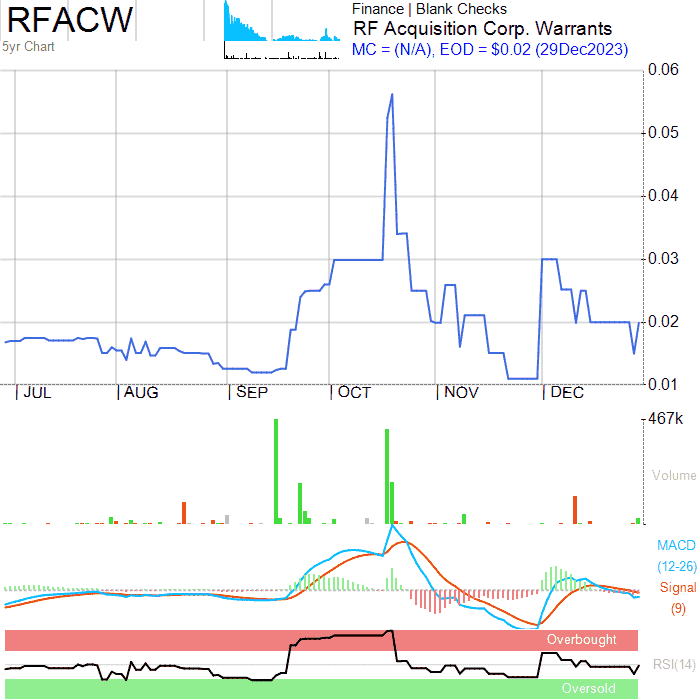 RFACW
5yr Chart
Finance | Blank Checks
RF Acquisition Corp. Warrants
MC = (N/A), EOD = $0.02 (29Dec2023)
0.06
0.05
0.04
0.03
0.02
0.01
JUL AUG SEP OCT NOV DEC
467k
Volume
MACD
(12-26)
Signal
(9)
Overbought
RSI(14)
Oversold